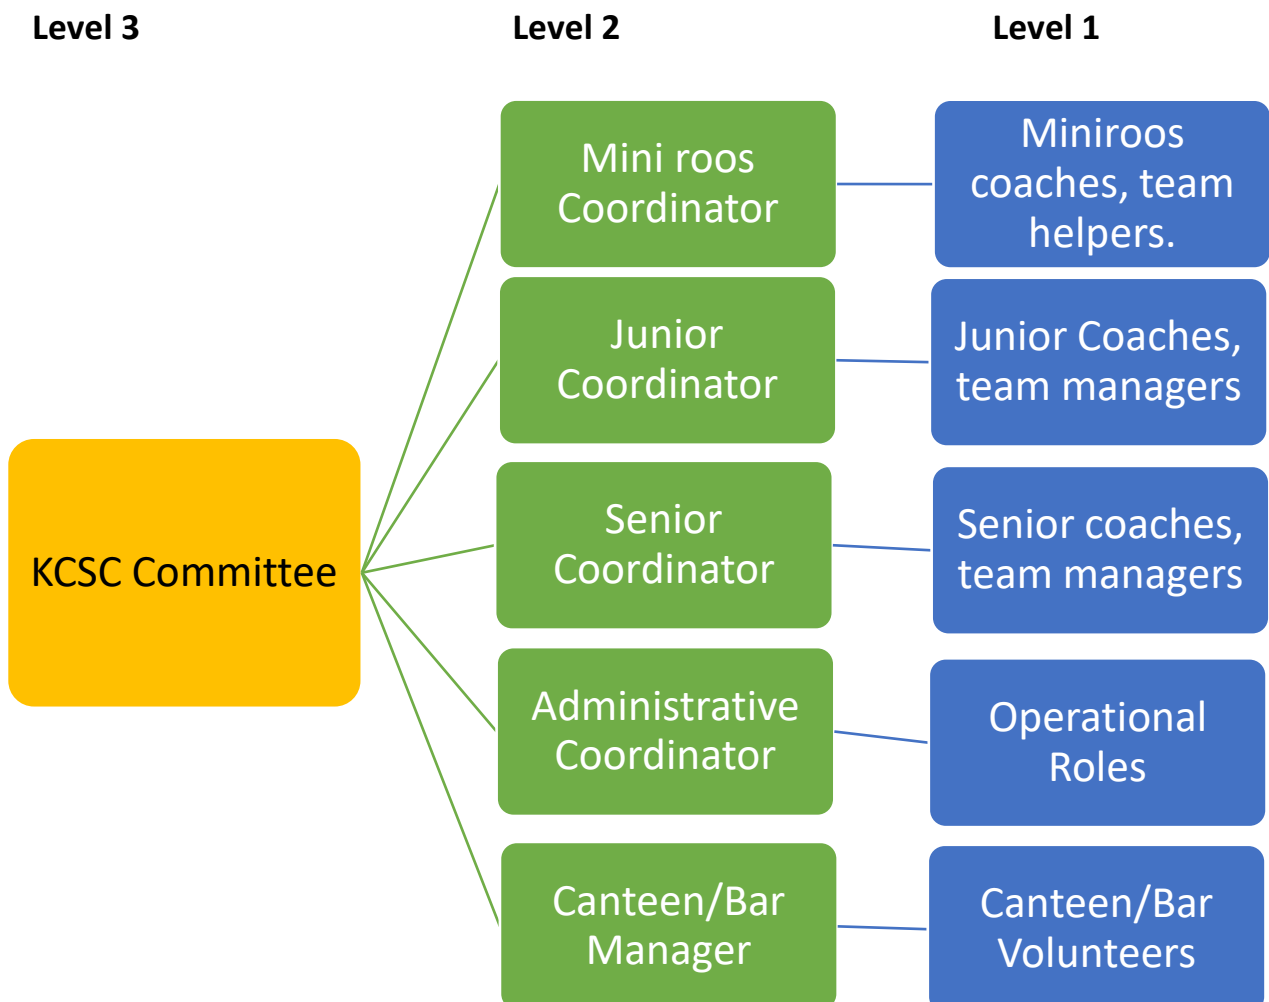 Level 3
Level 2
Level 1
Mini roos
Coordinator
Miniroos
coaches, team
helpers.
Junior
Coordinator
Junior Coaches,
team managers
KCSC Committee
Senior
Coordinator
Senior coaches,
team managers
Administrative
Coordinator
Operational
Roles
Canteen/Bar
Manager
Canteen/Bar
Volunteers